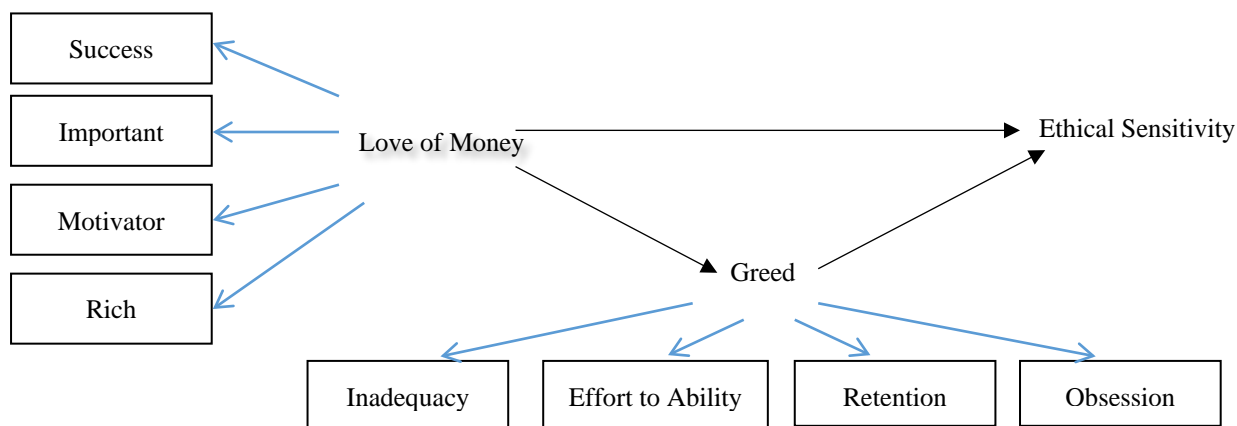 Success
Important
Motivator
Rich
Love of Money
Ethical Sensitivity
Greed
Inadequacy
Effort to Ability
Retention
Obsession